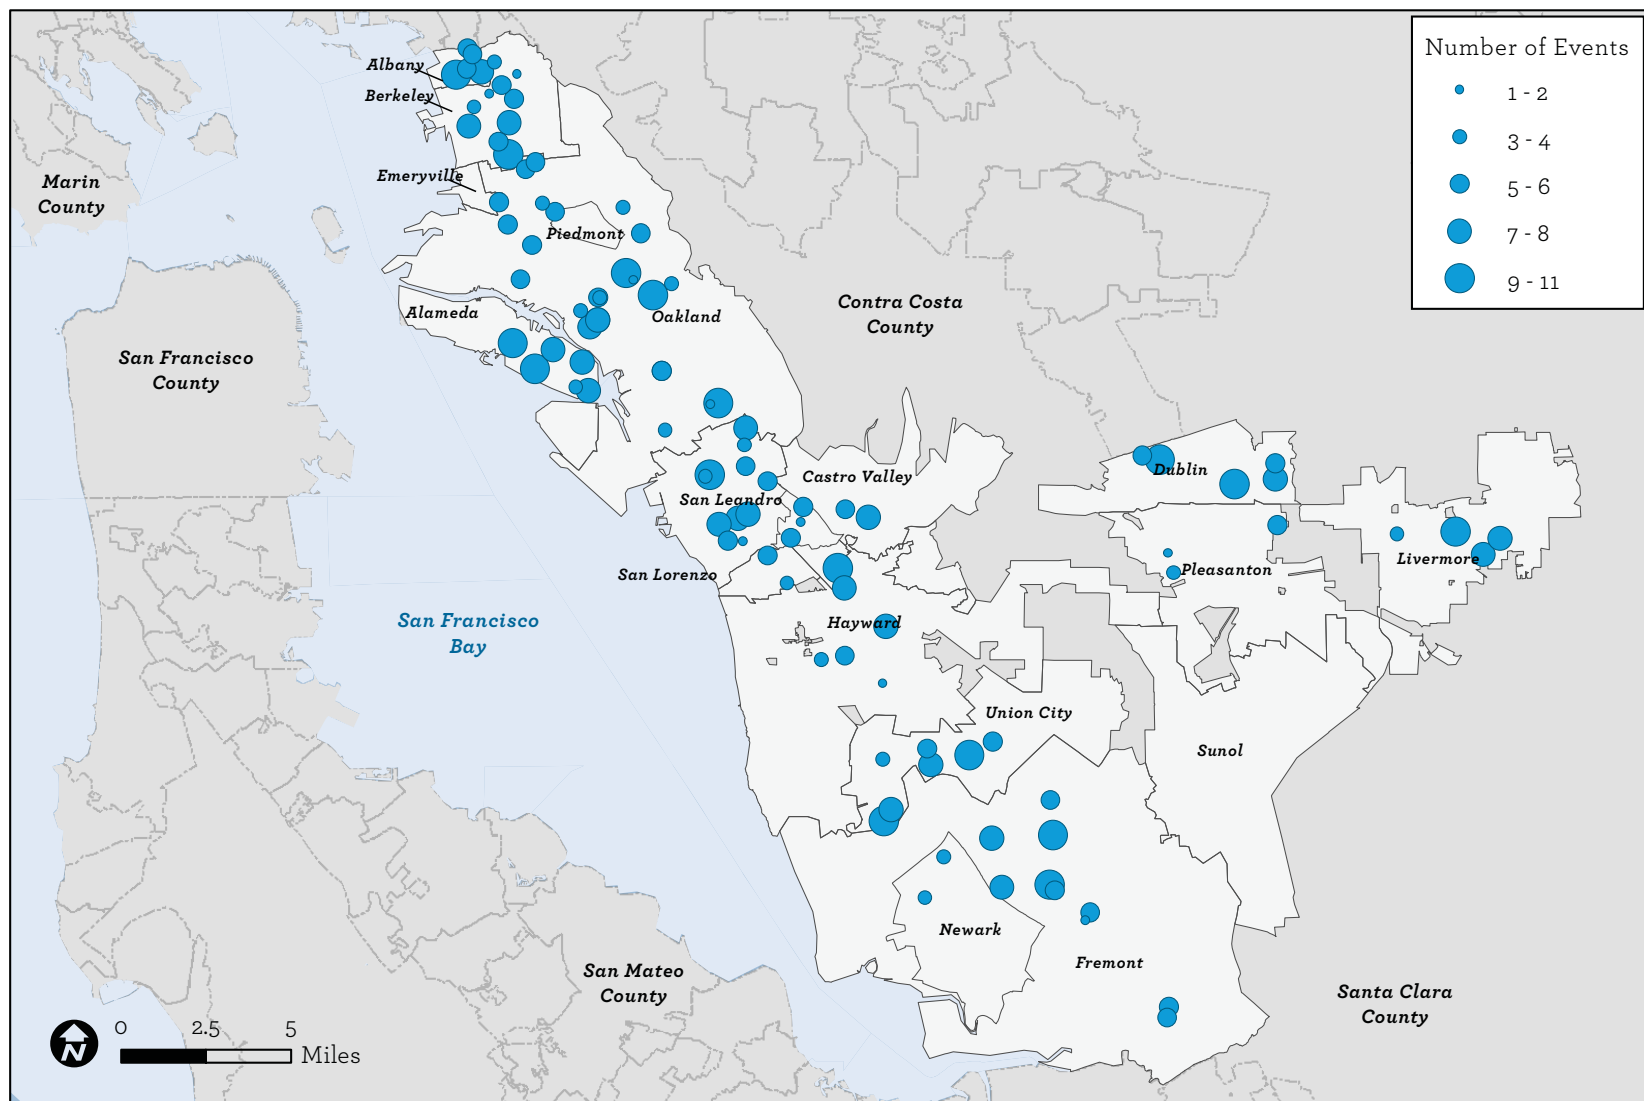 Number of Events
1 - 2
3 - 4
5 - 6
7 - 8
9 - 11
Albany
Berkeley
Marin
County
Emeryville
Piedmont
Contra Costa
County
Alameda
Oakland
San Francisco
County
Castro Valley
Dublin
San Leandro
Livermore
Pleasanton
San Lorenzo
San Francisco
Bay
Hayward
Union City
Sunol
Newark
Fremont
San Mateo
County
Santa Clara
County
N
0 2.5 5
Miles